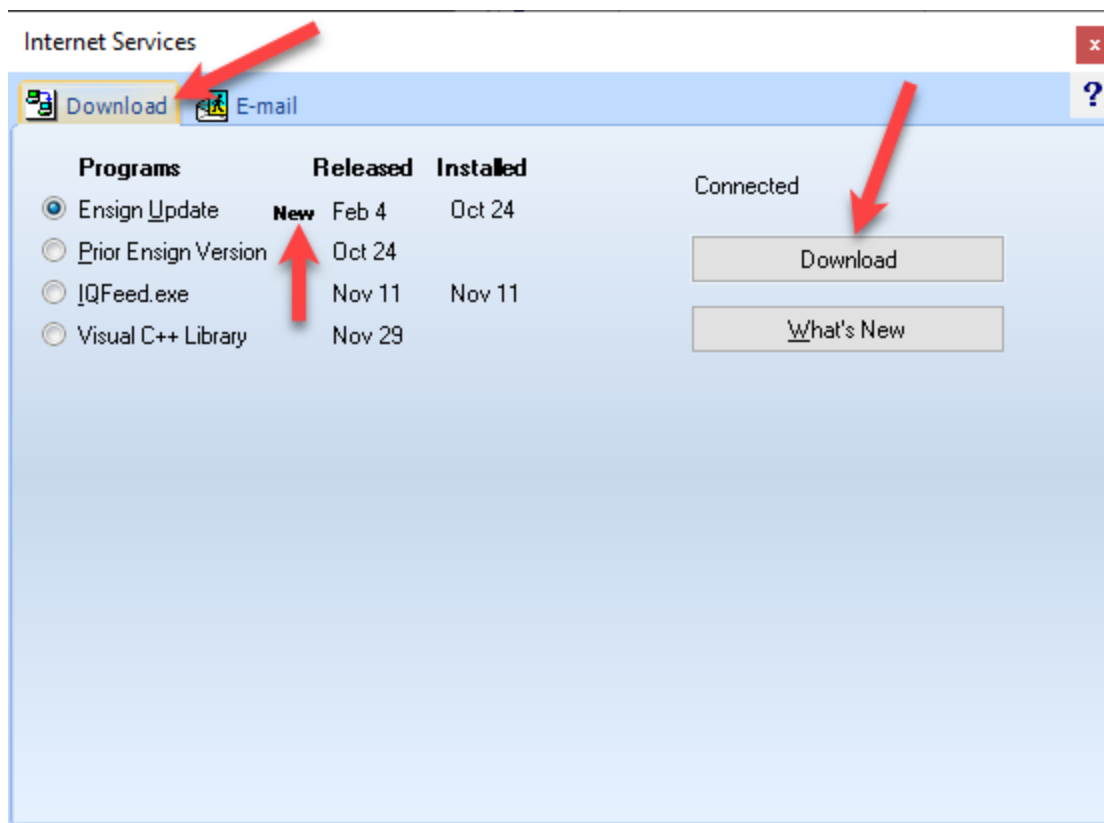 Internet Services
x
Download E-mail
?
Programs Released Installed
Connected
Ensign Update New Feb 4 Oct 24
Prior Ensign Version Oct 24
Download
IQFeed.exe Nov 11 Nov 11
What's New
Visual C++ Library Nov 29